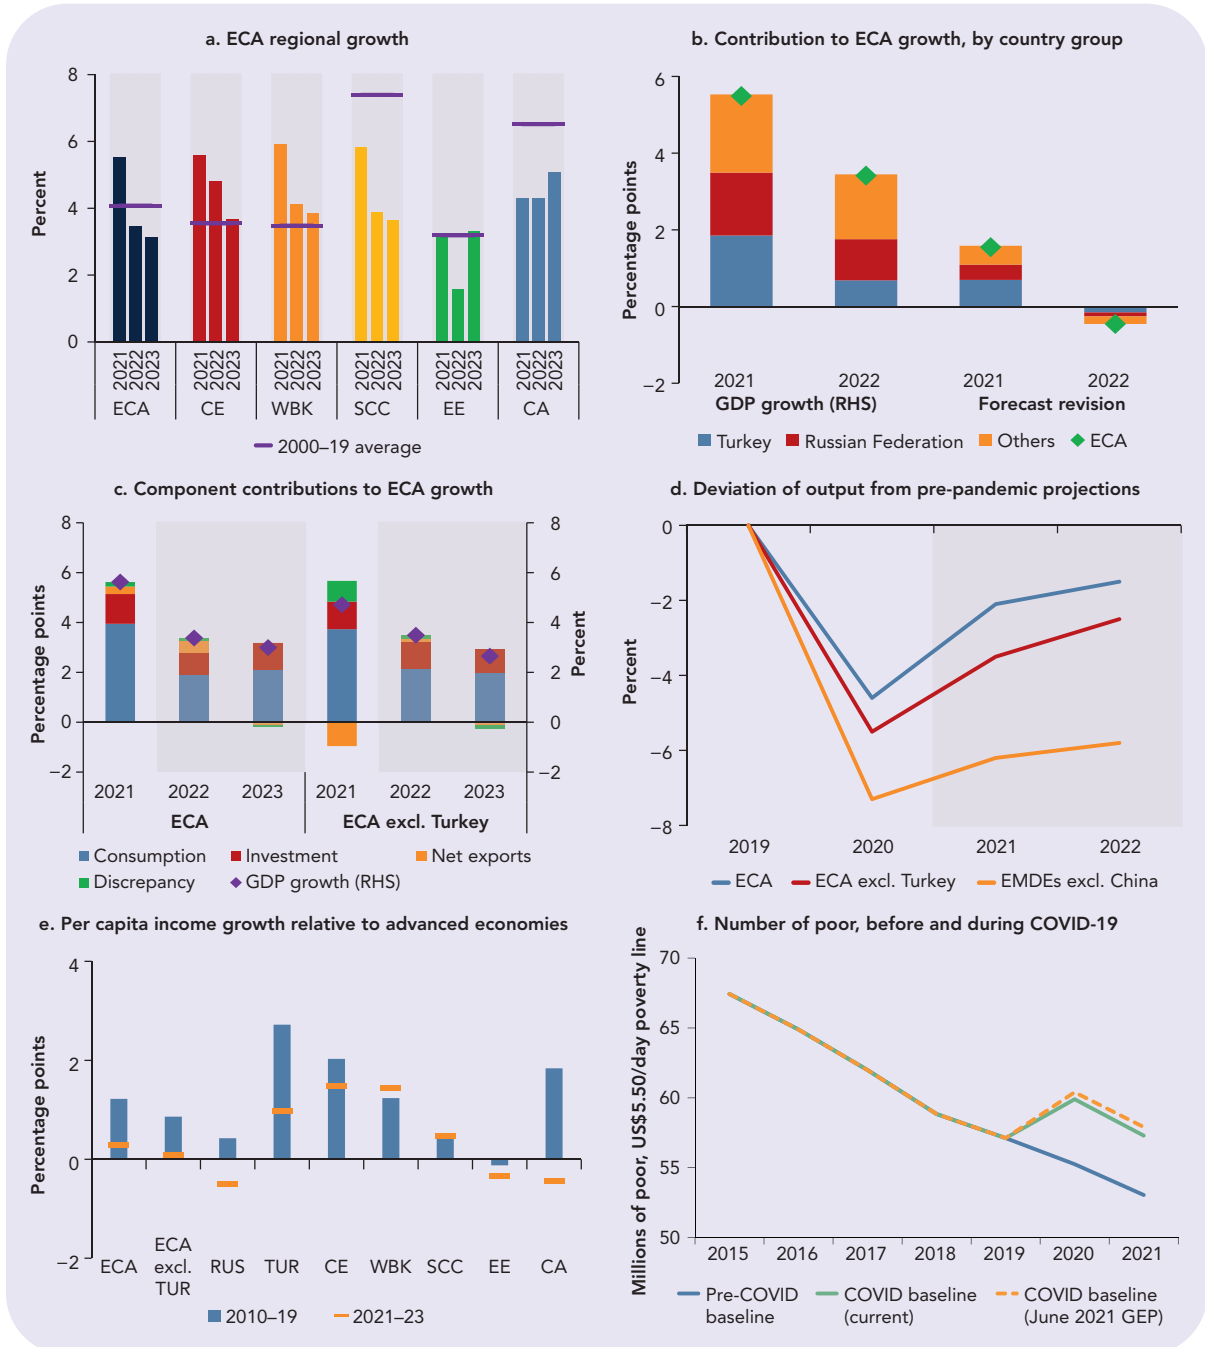 a. ECA regional growth
Percent
8
6
4
2
0
2021 2022 2023 2021 2022 2023 2021 2022 2023 2021 2022 2023 2021 2022 2023 2021 2022 2023
ECA CE WBK SCC EE CA
2000–19 average
b. Contribution to ECA growth, by country group
Percentage points
6
4
2
0
−2
2021 2022 2021 2022
GDP growth (RHS) Forecast revision
Turkey Russian Federation Others ECA
c. Component contributions to ECA growth
Percentage points
8
6
4
2
0
−2
8
6
4
2
0
−2
Percent
2021 2022 2023 2021 2022 2023
ECA ECA excl. Turkey
Consumption Investment Net exports
Discrepancy GDP growth (RHS)
d. Deviation of output from pre-pandemic projections
Percent
0
−2
−4
−6
−8
2019 2020 2021 2022
ECA ECA excl. Turkey EMDEs excl. China
e. Per capita income growth relative to advanced economies
Percentage points
4
2
0
−2
ECA ECA excl. TUR RUS TUR CE WBK SCC EE CA
2010–19 2021–23
f. Number of poor, before and during COVID-19
Millions of poor, US$5.50/day poverty line
70
65
60
55
50
2015 2016 2017 2018 2019 2020 2021
Pre-COVID baseline
COVID baseline (current)
COVID baseline (June 2021 GEP)